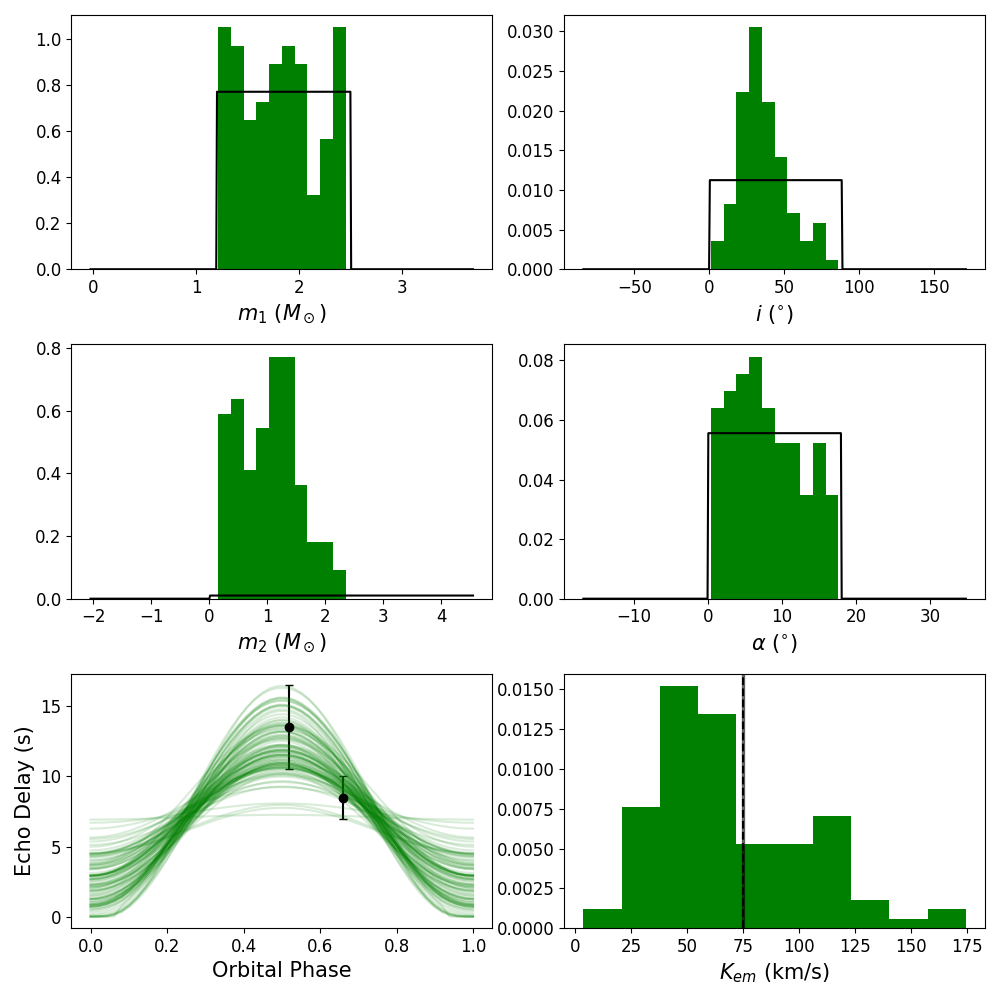 1.0
0.8
0.6
0.4
0.2
0.0
0 1 2 3
m₁ (M⊙)
0.030
0.025
0.020
0.015
0.010
0.005
0.000
−50 0 50 100 150
i (°)
0.8
0.6
0.4
0.2
0.0
−2 −1 0 1 2 3 4
m₂ (M⊙)
0.08
0.06
0.04
0.02
0.00
−10 0 10 20 30
α (°)
Echo Delay (s)
15
10
5
0
0.0 0.2 0.4 0.6 0.8 1.0
Orbital Phase
0.0150
0.0125
0.0100
0.0075
0.0050
0.0025
0.0000
0 25 50 75 100 125 150 175
Kem (km/s)